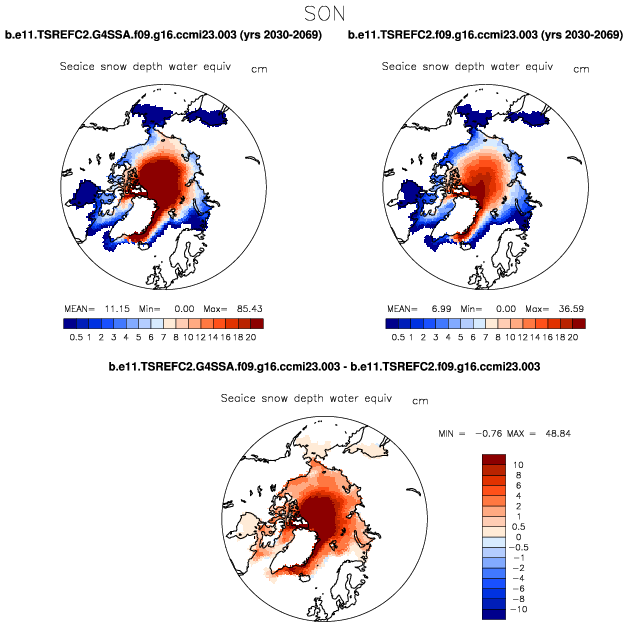 SON
b.e11.TSREFC2.G4SSA.f09.g16.ccmi23.003 (yrs 2030-2069)
b.e11.TSREFC2.f09.g16.ccmi23.003 (yrs 2030-2069)
Seaice snow depth water equiv cm
Seaice snow depth water equiv cm
MEAN= 11.15 Min= 0.00 Max= 85.43
MEAN= 6.99 Min= 0.00 Max= 36.59
0.5 1 2 3 4 5 6 7 8 10 12 14 16 18 20
0.5 1 2 3 4 5 6 7 8 10 12 14 16 18 20
b.e11.TSREFC2.G4SSA.f09.g16.ccmi23.003 - b.e11.TSREFC2.f09.g16.ccmi23.003
Seaice snow depth water equiv cm
MIN = -0.76 MAX = 48.84
10
8
6
4
2
1
0.5
0
-0.5
-1
-2
-4
-6
-8
-10